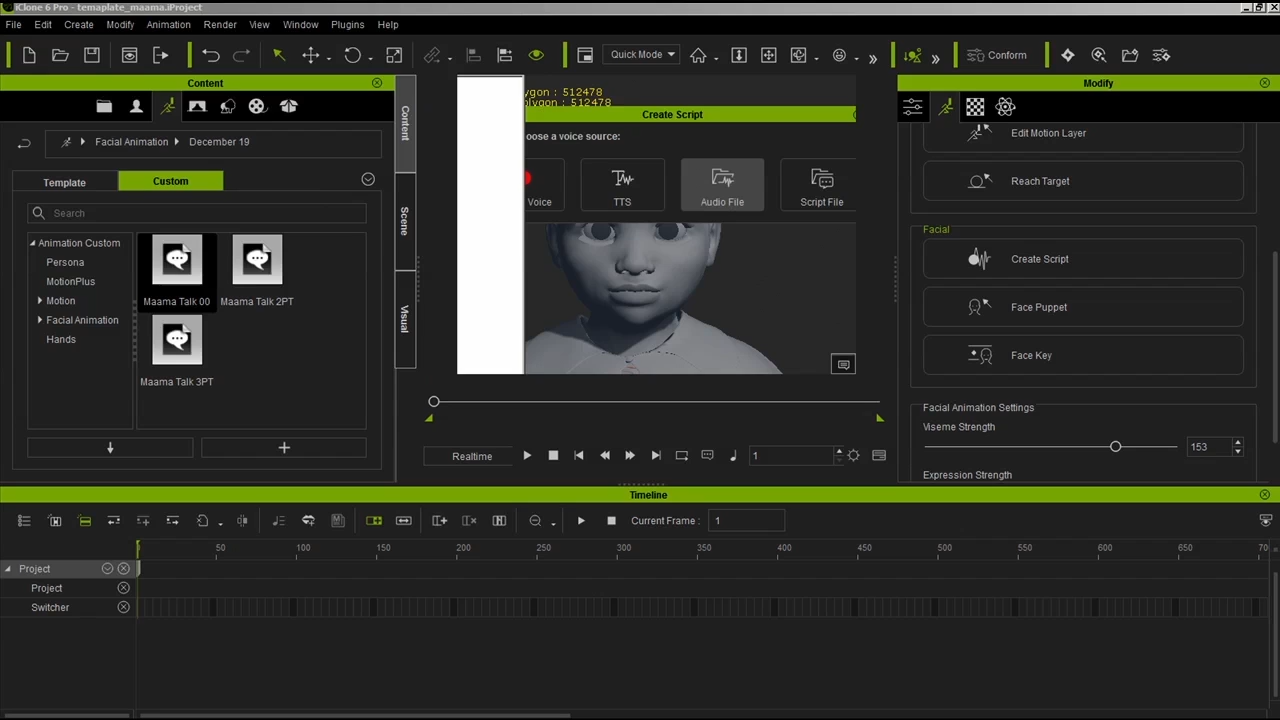 iClone 6 Pro - temaplate_maama.iProject
File Edit Create Modify Animation Render View Window Plugins Help
Quick Mode
Conform
Content
Modify
Facial Animation December 19
Template Custom
Search
Animation Custom
Persona
MotionPlus
Motion
Facial Animation
Hands
Maama Talk 00 Maama Talk 2PT
Maama Talk 3PT
Content
Scene
Visual
ygon : 512478
olygon : 512478
Create Script
oose a voice source:
Voice TTS Audio File Script File
Edit Motion Layer
Reach Target
Facial
Create Script
Face Puppet
Face Key
Facial Animation Settings
Viseme Strength
153
Expression Strength
Realtime 1
Timeline
Current Frame : 1
50 100 150 200 250 300 350 400 450 500 550 600 650 70
Project
Project
Switcher